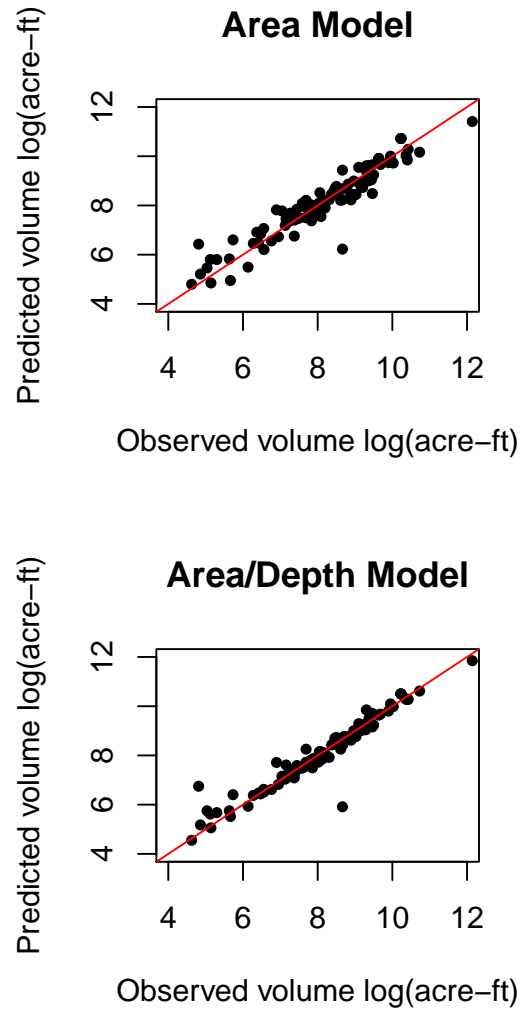 Area Model
Predicted volume log(acre−ft)
12
8
6
4
4 6 8 10 12
Observed volume log(acre−ft)
Area/Depth Model
Predicted volume log(acre−ft)
12
8
6
4
4 6 8 10 12
Observed volume log(acre−ft)